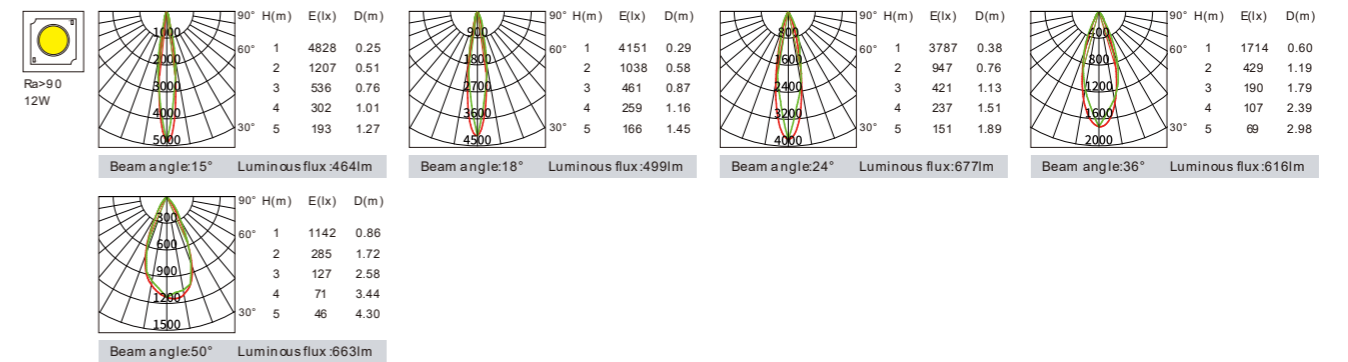 Ra>90
12W
1000
2000
3000
4000
5000
90°
60°
30°
H(m) E(lx) D(m)
1 4828 0.25
2 1207 0.51
3 536 0.76
4 302 1.01
5 193 1.27
Beam angle:15° Luminous flux:464lm
900
1800
2700
3600
4500
90°
60°
30°
H(m) E(lx) D(m)
1 4151 0.29
2 1038 0.58
3 461 0.87
4 259 1.16
5 166 1.45
Beam angle:18° Luminous flux:499lm
800
1600
2400
3200
4000
90°
60°
30°
H(m) E(lx) D(m)
1 3787 0.38
2 947 0.76
3 421 1.13
4 237 1.51
5 151 1.89
Beam angle:24° Luminous flux:677lm
400
800
1200
1600
2000
90°
60°
30°
H(m) E(lx) D(m)
1 1714 0.60
2 429 1.19
3 190 1.79
4 107 2.39
5 69 2.98
Beam angle:36° Luminous flux:616lm
300
600
900
1200
1500
90°
60°
30°
H(m) E(lx) D(m)
1 1142 0.86
2 285 1.72
3 127 2.58
4 71 3.44
5 46 4.30
Beam angle:50° Luminous flux:663lm